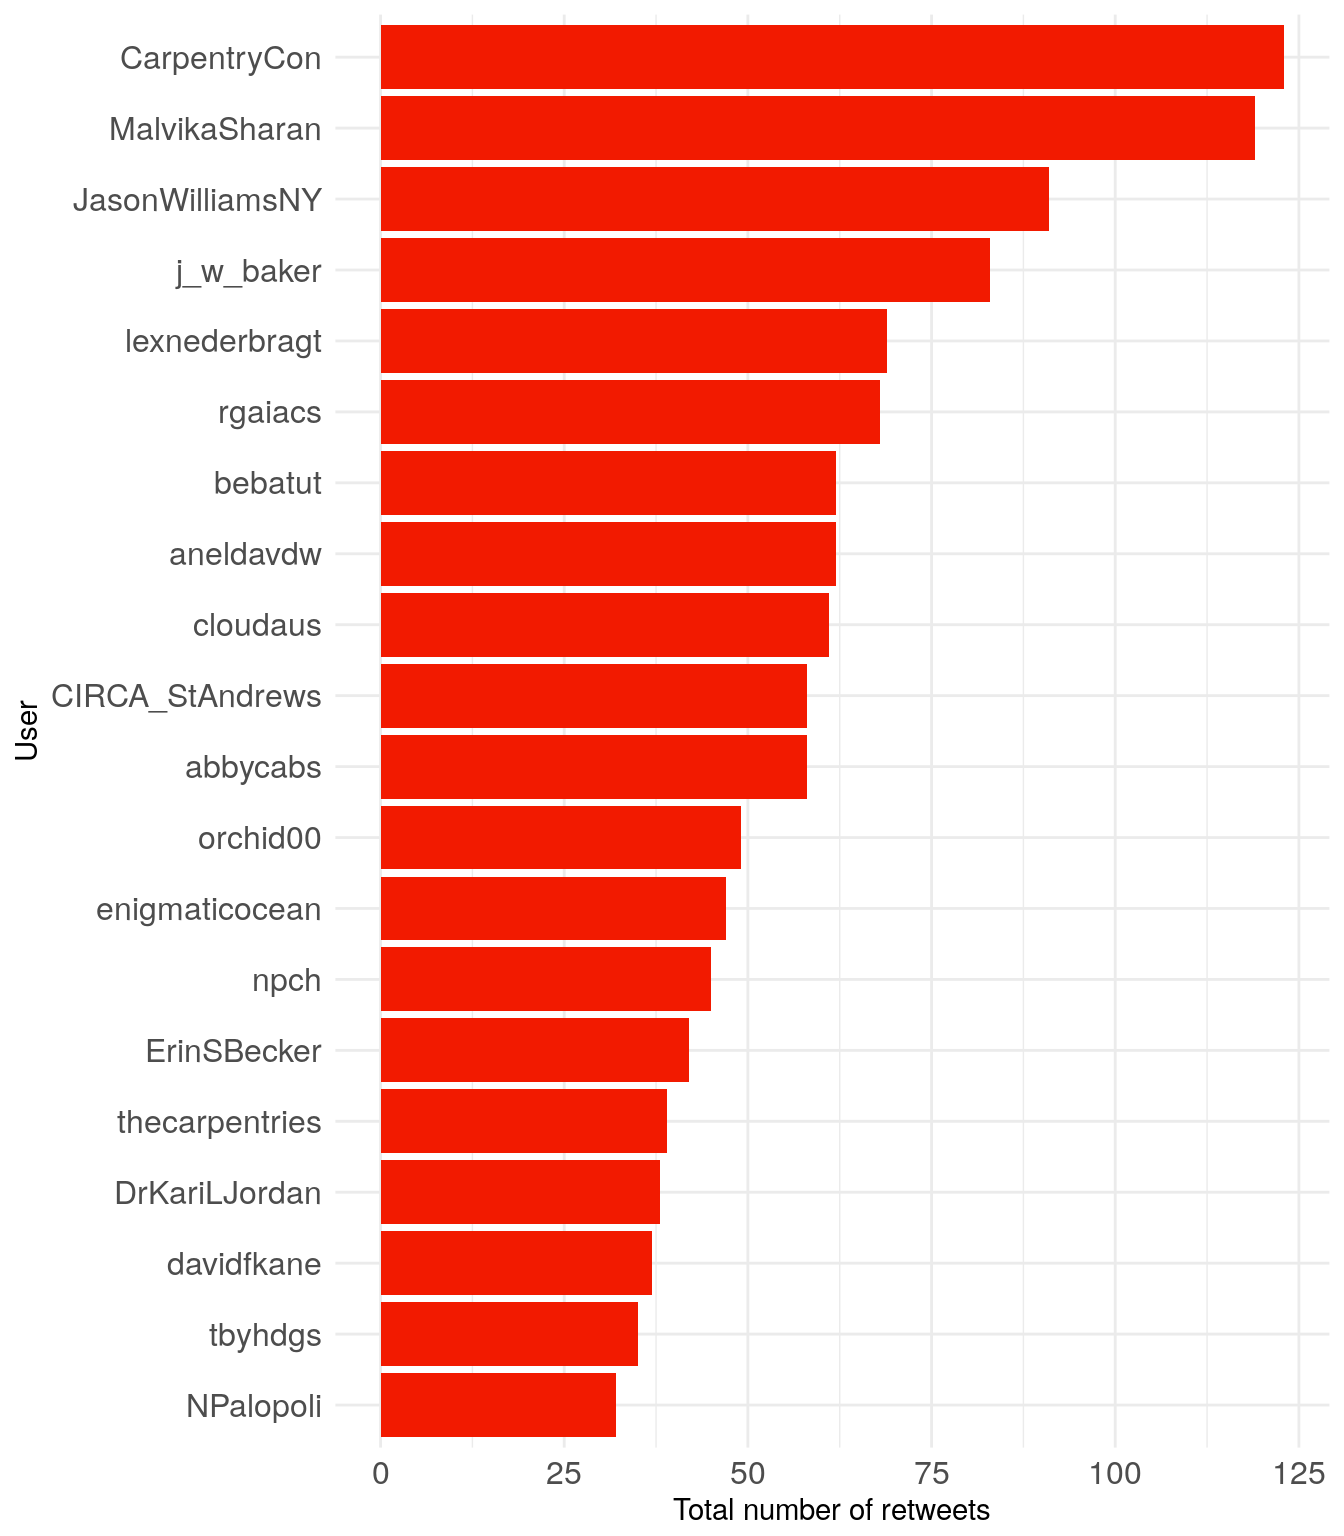 CarpentryCon
MalvikaSharan
JasonWilliamsNY
j_w_baker
lexnederbragt
rgaiacs
bebatut
aneldavdw
cloudaus
CIRCA_StAndrews
abbycabs
orchid00
enigmaticocean
npch
ErinSBecker
thecarpentries
DrKariLJordan
davidfkane
tbyhdgs
NPalopoli
User
0 25 50 75 100 125
Total number of retweets